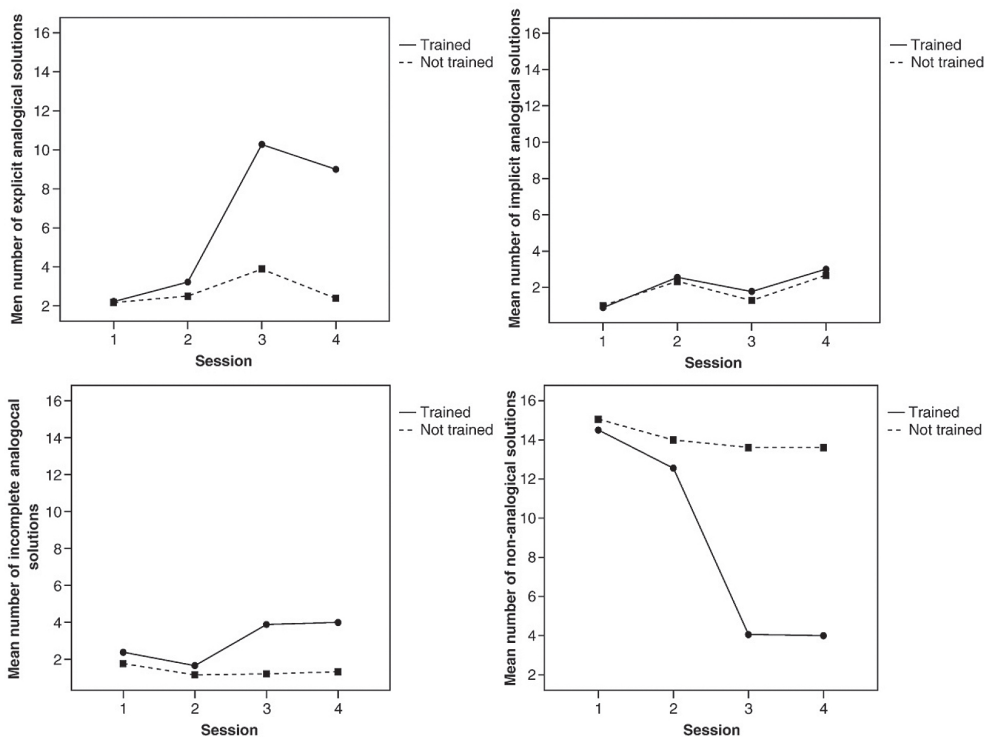 Men number of explicit analogical solutions
16
14
12
10
8
6
4
2
1 2 3 4
Session
Trained
Not trained
Mean number of implicit analogical solutions
16
14
12
10
8
6
4
2
1 2 3 4
Session
Trained
Not trained
Mean number of incomplete analogocal
solutions
16
14
12
10
8
6
4
2
1 2 3 4
Session
Trained
Not trained
Mean number of non-analogical solutions
16
14
12
10
8
6
4
2
1 2 3 4
Session
Trained
Not trained